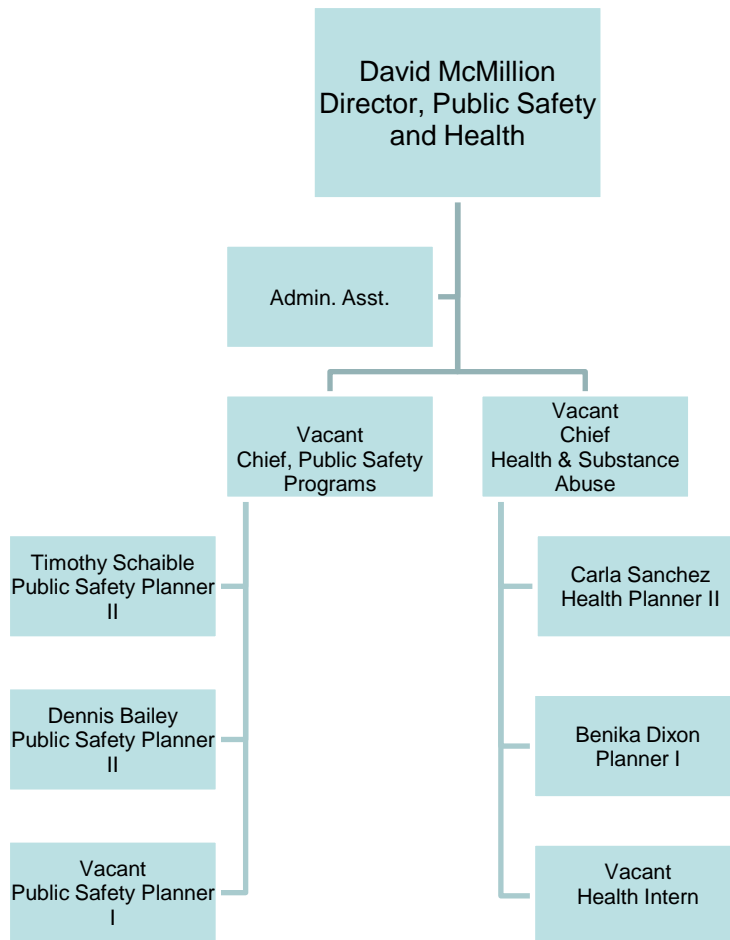 David McMillion
Director, Public Safety
and Health
Admin. Asst.
Vacant
Chief, Public Safety
Programs
Vacant
Chief
Health & Substance
Abuse
Timothy Schaible
Public Safety Planner
II
Carla Sanchez
Health Planner II
Dennis Bailey
Public Safety Planner
II
Benika Dixon
Planner I
Vacant
Public Safety Planner
I
Vacant
Health Intern